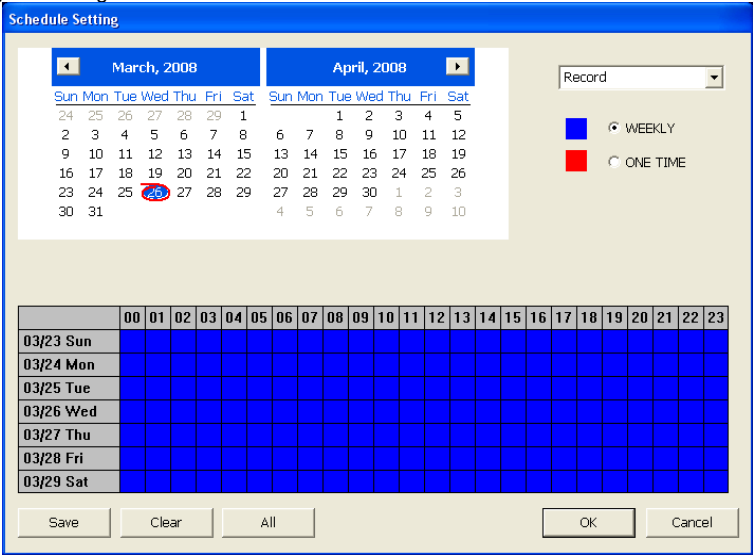 Schedule Setting
March, 2008 April, 2008
Sun Mon Tue Wed Thu Fri Sat Sun Mon Tue Wed Thu Fri Sat
24 25 26 27 28 29 1 1 2 3 4 5
2 3 4 5 6 7 8 6 7 8 9 10 11 12
9 10 11 12 13 14 15 13 14 15 16 17 18 19
16 17 18 19 20 21 22 20 21 22 23 24 25 26
23 24 25 26 27 28 29 27 28 29 30 1 2 3
30 31 4 5 6 7 8 9 10
Record
WEEKLY
ONE TIME
00 01 02 03 04 05 06 07 08 09 10 11 12 13 14 15 16 17 18 19 20 21 22 23
03/23 Sun
03/24 Mon
03/25 Tue
03/26 Wed
03/27 Thu
03/28 Fri
03/29 Sat
Save Clear All OK Cancel